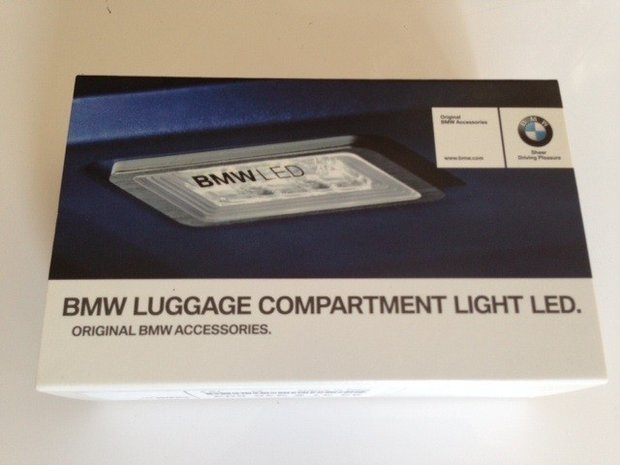 Original
BMW Accessories
www.bmw.com
BMW
Sheer
Driving Pleasure
BMW LED
BMW LUGGAGE COMPARTMENT LIGHT LED.
ORIGINAL BMW ACCESSORIES.